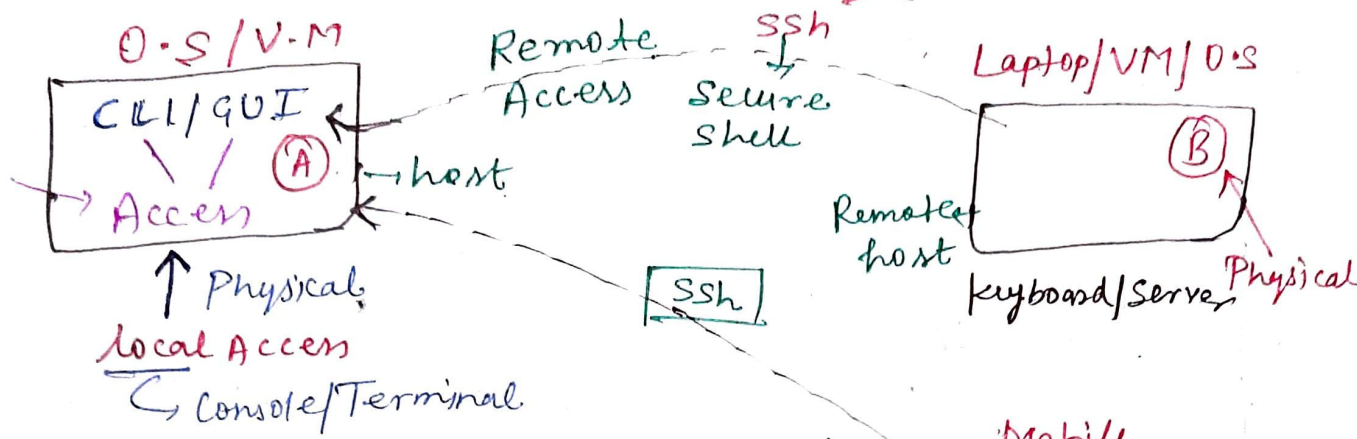 O.S/V.M
CLI/GUI
A
Access
host
Physical
local Access
Console/Terminal
Remote
Access
ssh
Secure
Shell
SSh
Laptop/VM/O.S
B
Remote
host
Keyboard/Server
Physical